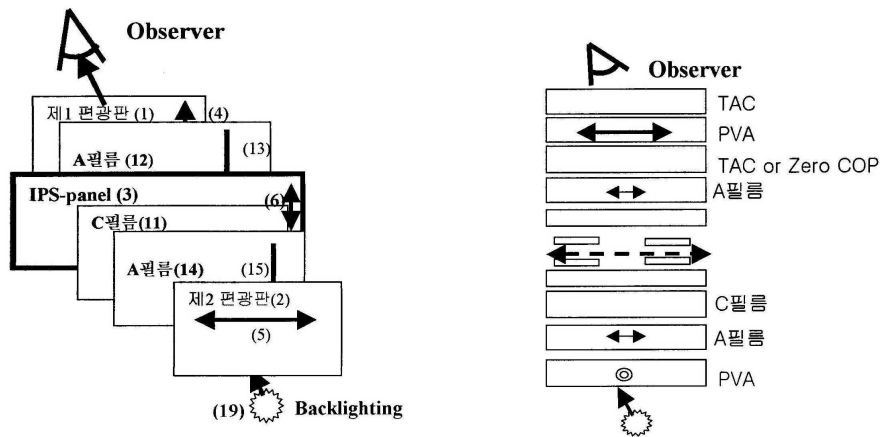 Observer
제1 편광판 (1)
(4)
A필름 (12)
(13)
IPS-panel (3)
(6)
C필름(11)
A필름(14)
(15)
제2 편광판(2)
(5)
(19)
Backlighting
Observer
TAC
PVA
TAC or Zero COP
A필름
C필름
A필름
PVA